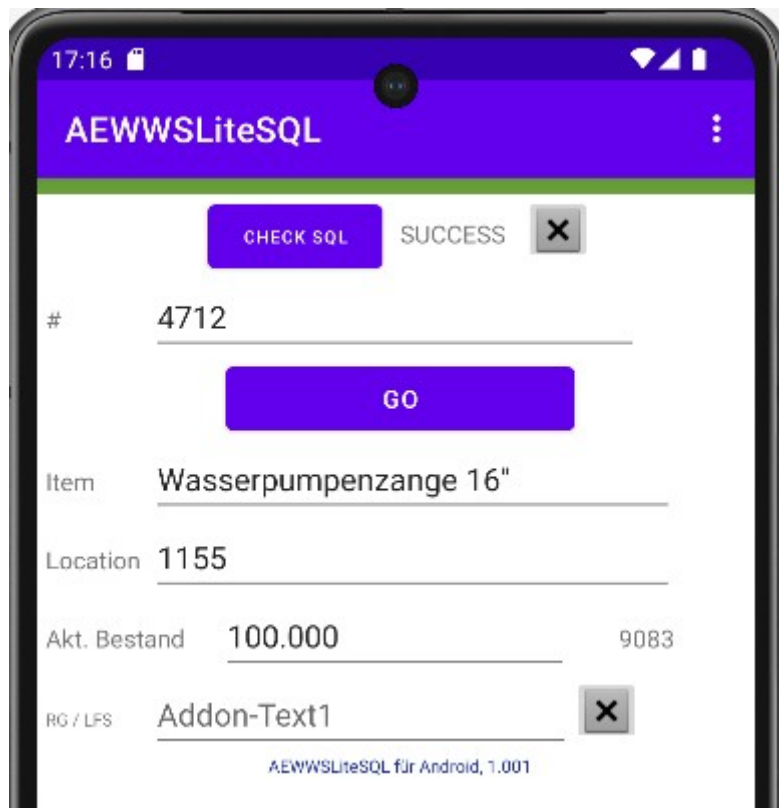 17:16
AEWWSLiteSQL
CHECK SQL SUCCESS
# 4712
GO
Item Wasserpumpenzange 16"
Location 1155
Akt. Bestand 100.000 9083
RG / LFS Addon-Text1
AEWWSLiteSQL für Android, 1.001